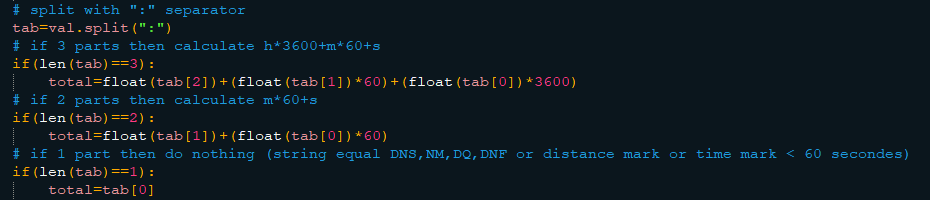 # split with ":" separator
tab=val.split(":")
# if 3 parts then calculate h*3600+m*60+s
if(len(tab)==3):
    total=float(tab[2])+(float(tab[1])*60)+(float(tab[0])*3600)
# if 2 parts then calculate m*60+s
if(len(tab)==2):
    total=float(tab[1])+(float(tab[0])*60)
# if 1 part then do nothing (string equal DNS,NM,DQ,DNF or distance mark or time mark < 60 secondes)
if(len(tab)==1):
    total=tab[0]